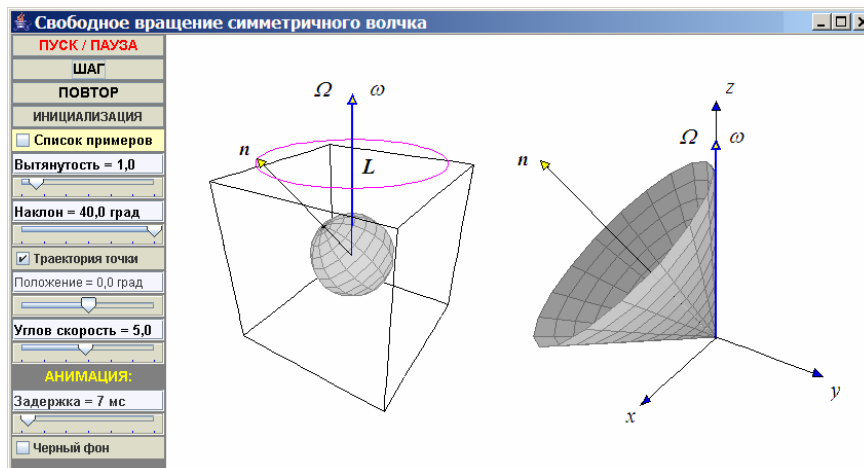 Свободное вращение симметричного волчка
ПУСК / ПАУЗА
ШАГ
ПОВТОР
ИНИЦИАЛИЗАЦИЯ
Список примеров
Вытянутость = 1,0
Наклон = 40,0 град
Траектория точки
Положение = 0,0 град
Углов скорость = 5,0
АНИМАЦИЯ:
Задержка = 7 мс
Черный фон
Ω ω
n
L
z
Ω ω
n
x
y